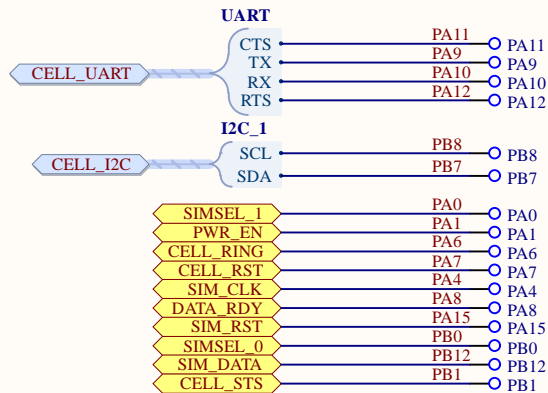 UART
CELL_UART
CTS PA11 PA11
TX PA9 PA9
RX PA10 PA10
RTS PA12 PA12
I2C_1
CELL_I2C
SCL PB8 PB8
SDA PB7 PB7
SIMSEL_1 PA0 PA0
PWR_EN PA1 PA1
CELL_RING PA6 PA6
CELL_RST PA7 PA7
SIM_CLK PA4 PA4
DATA_RDY PA8 PA8
SIM_RST PA15 PA15
SIMSEL_0 PB0 PB0
SIM_DATA PB12 PB12
CELL_STS PB1 PB1